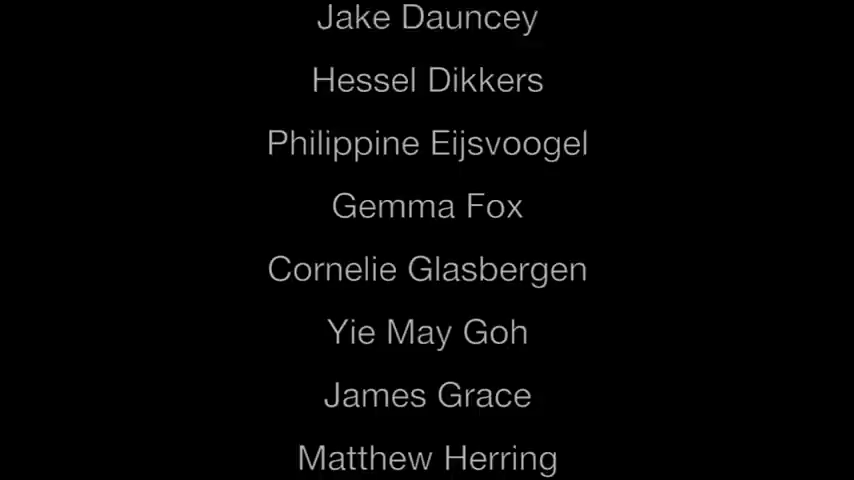 Jake Dauncey
Hessel Dikkers
Philippine Eijsvoogel
Gemma Fox
Cornelie Glasbergen
Yie May Goh
James Grace
Matthew Herring